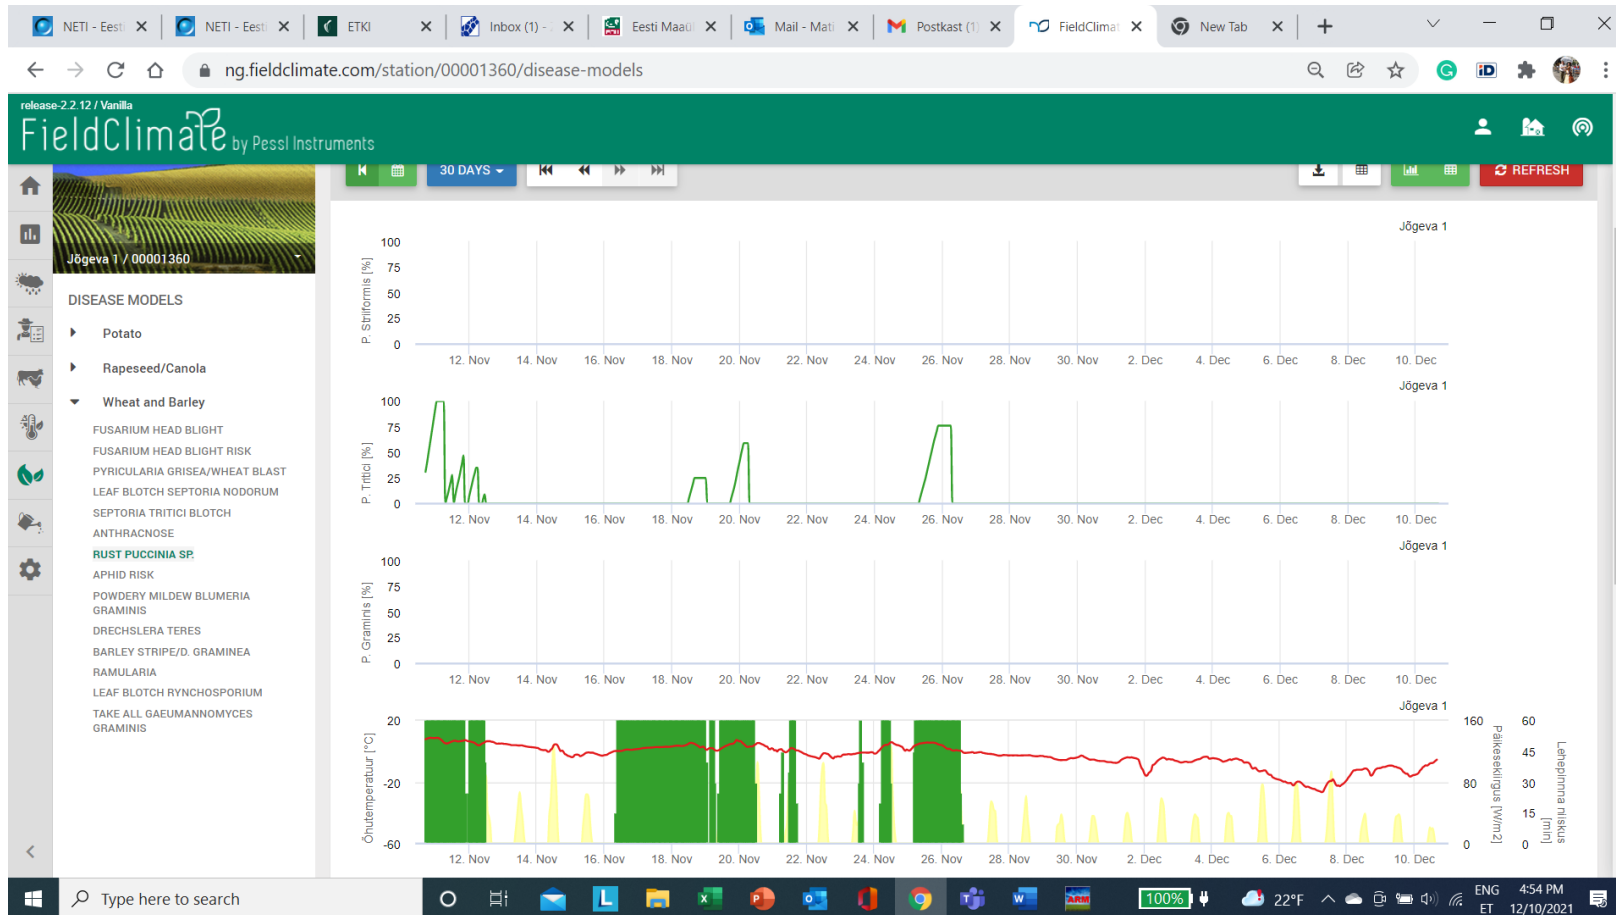 NETI - Eesti
NETI - Eesti
ETKI
Inbox (1) -
Eesti Maaül
Mail - Mati
Postkast (1)
FieldClimat
New Tab
ng.fieldclimate.com/station/00001360/disease-models
release-2.2.12 / Vanilla
FieldClimate by Pessl Instruments
30 DAYS
REFRESH
Jõgeva 1 / 00001360
DISEASE MODELS
Potato
Rapeseed/Canola
Wheat and Barley
FUSARIUM HEAD BLIGHT
FUSARIUM HEAD BLIGHT RISK
PYRICULARIA GRISEA/WHEAT BLAST
LEAF BLOTCH SEPTORIA NODORUM
SEPTORIA TRITICI BLOTCH
ANTHRACNOSE
RUST PUCCINIA SP.
APHID RISK
POWDERY MILDEW BLUMERIA
GRAMINIS
DRECHSLERA TERES
BARLEY STRIPE/D. GRAMINEA
RAMULARIA
LEAF BLOTCH RYNCHOSPORIUM
TAKE ALL GAEUMANNOMYCES
GRAMINIS
Jõgeva 1
P. Striiformis [%]
100
75
50
25
0
12. Nov 14. Nov 16. Nov 18. Nov 20. Nov 22. Nov 24. Nov 26. Nov 28. Nov 30. Nov 2. Dec 4. Dec 6. Dec 8. Dec 10. Dec
Jõgeva 1
P. Tritici [%]
100
75
50
25
0
12. Nov 14. Nov 16. Nov 18. Nov 20. Nov 22. Nov 24. Nov 26. Nov 28. Nov 30. Nov 2. Dec 4. Dec 6. Dec 8. Dec 10. Dec
Jõgeva 1
P. Graminis [%]
100
75
50
25
0
12. Nov 14. Nov 16. Nov 18. Nov 20. Nov 22. Nov 24. Nov 26. Nov 28. Nov 30. Nov 2. Dec 4. Dec 6. Dec 8. Dec 10. Dec
Jõgeva 1
Õhutemperatuur [°C]
20
-20
-60
160
80
0
Päikesekiirgus [W/m2]
60
45
30
15
0
Lehepinna niiskus
[min]
12. Nov 14. Nov 16. Nov 18. Nov 20. Nov 22. Nov 24. Nov 26. Nov 28. Nov 30. Nov 2. Dec 4. Dec 6. Dec 8. Dec 10. Dec
Type here to search
L
ARM
100%
22°F
ENG
ET
4:54 PM
12/10/2021